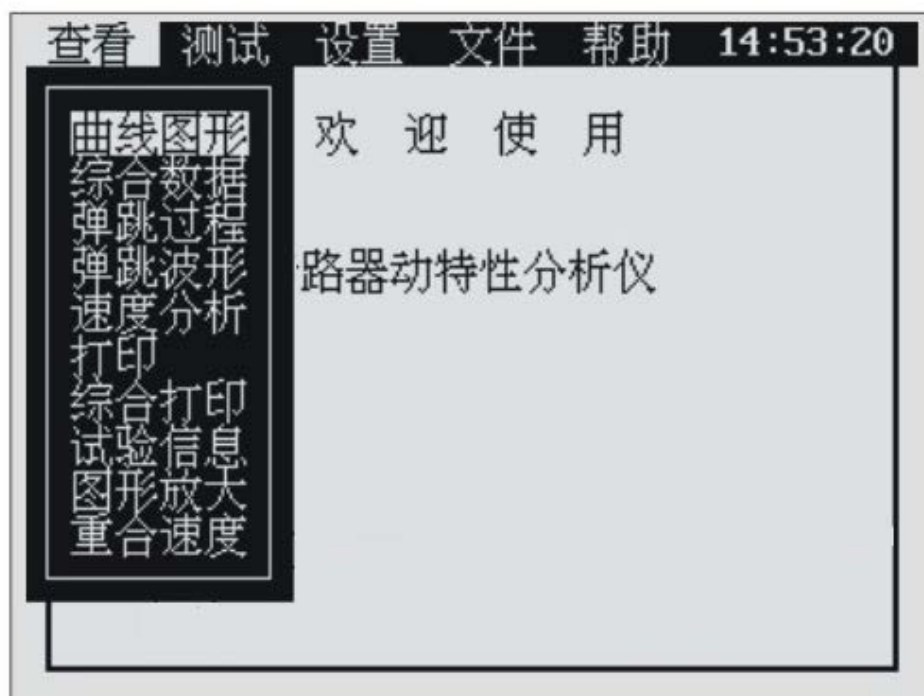 查看 测试 设置 文件 帮助 14:53:20
曲线图形
综合数据
弹跳过程
弹跳波形
速度分析
打印
综合打印
试验信息
图形放大
重合速度
欢 迎 使 用
路器动特性分析仪